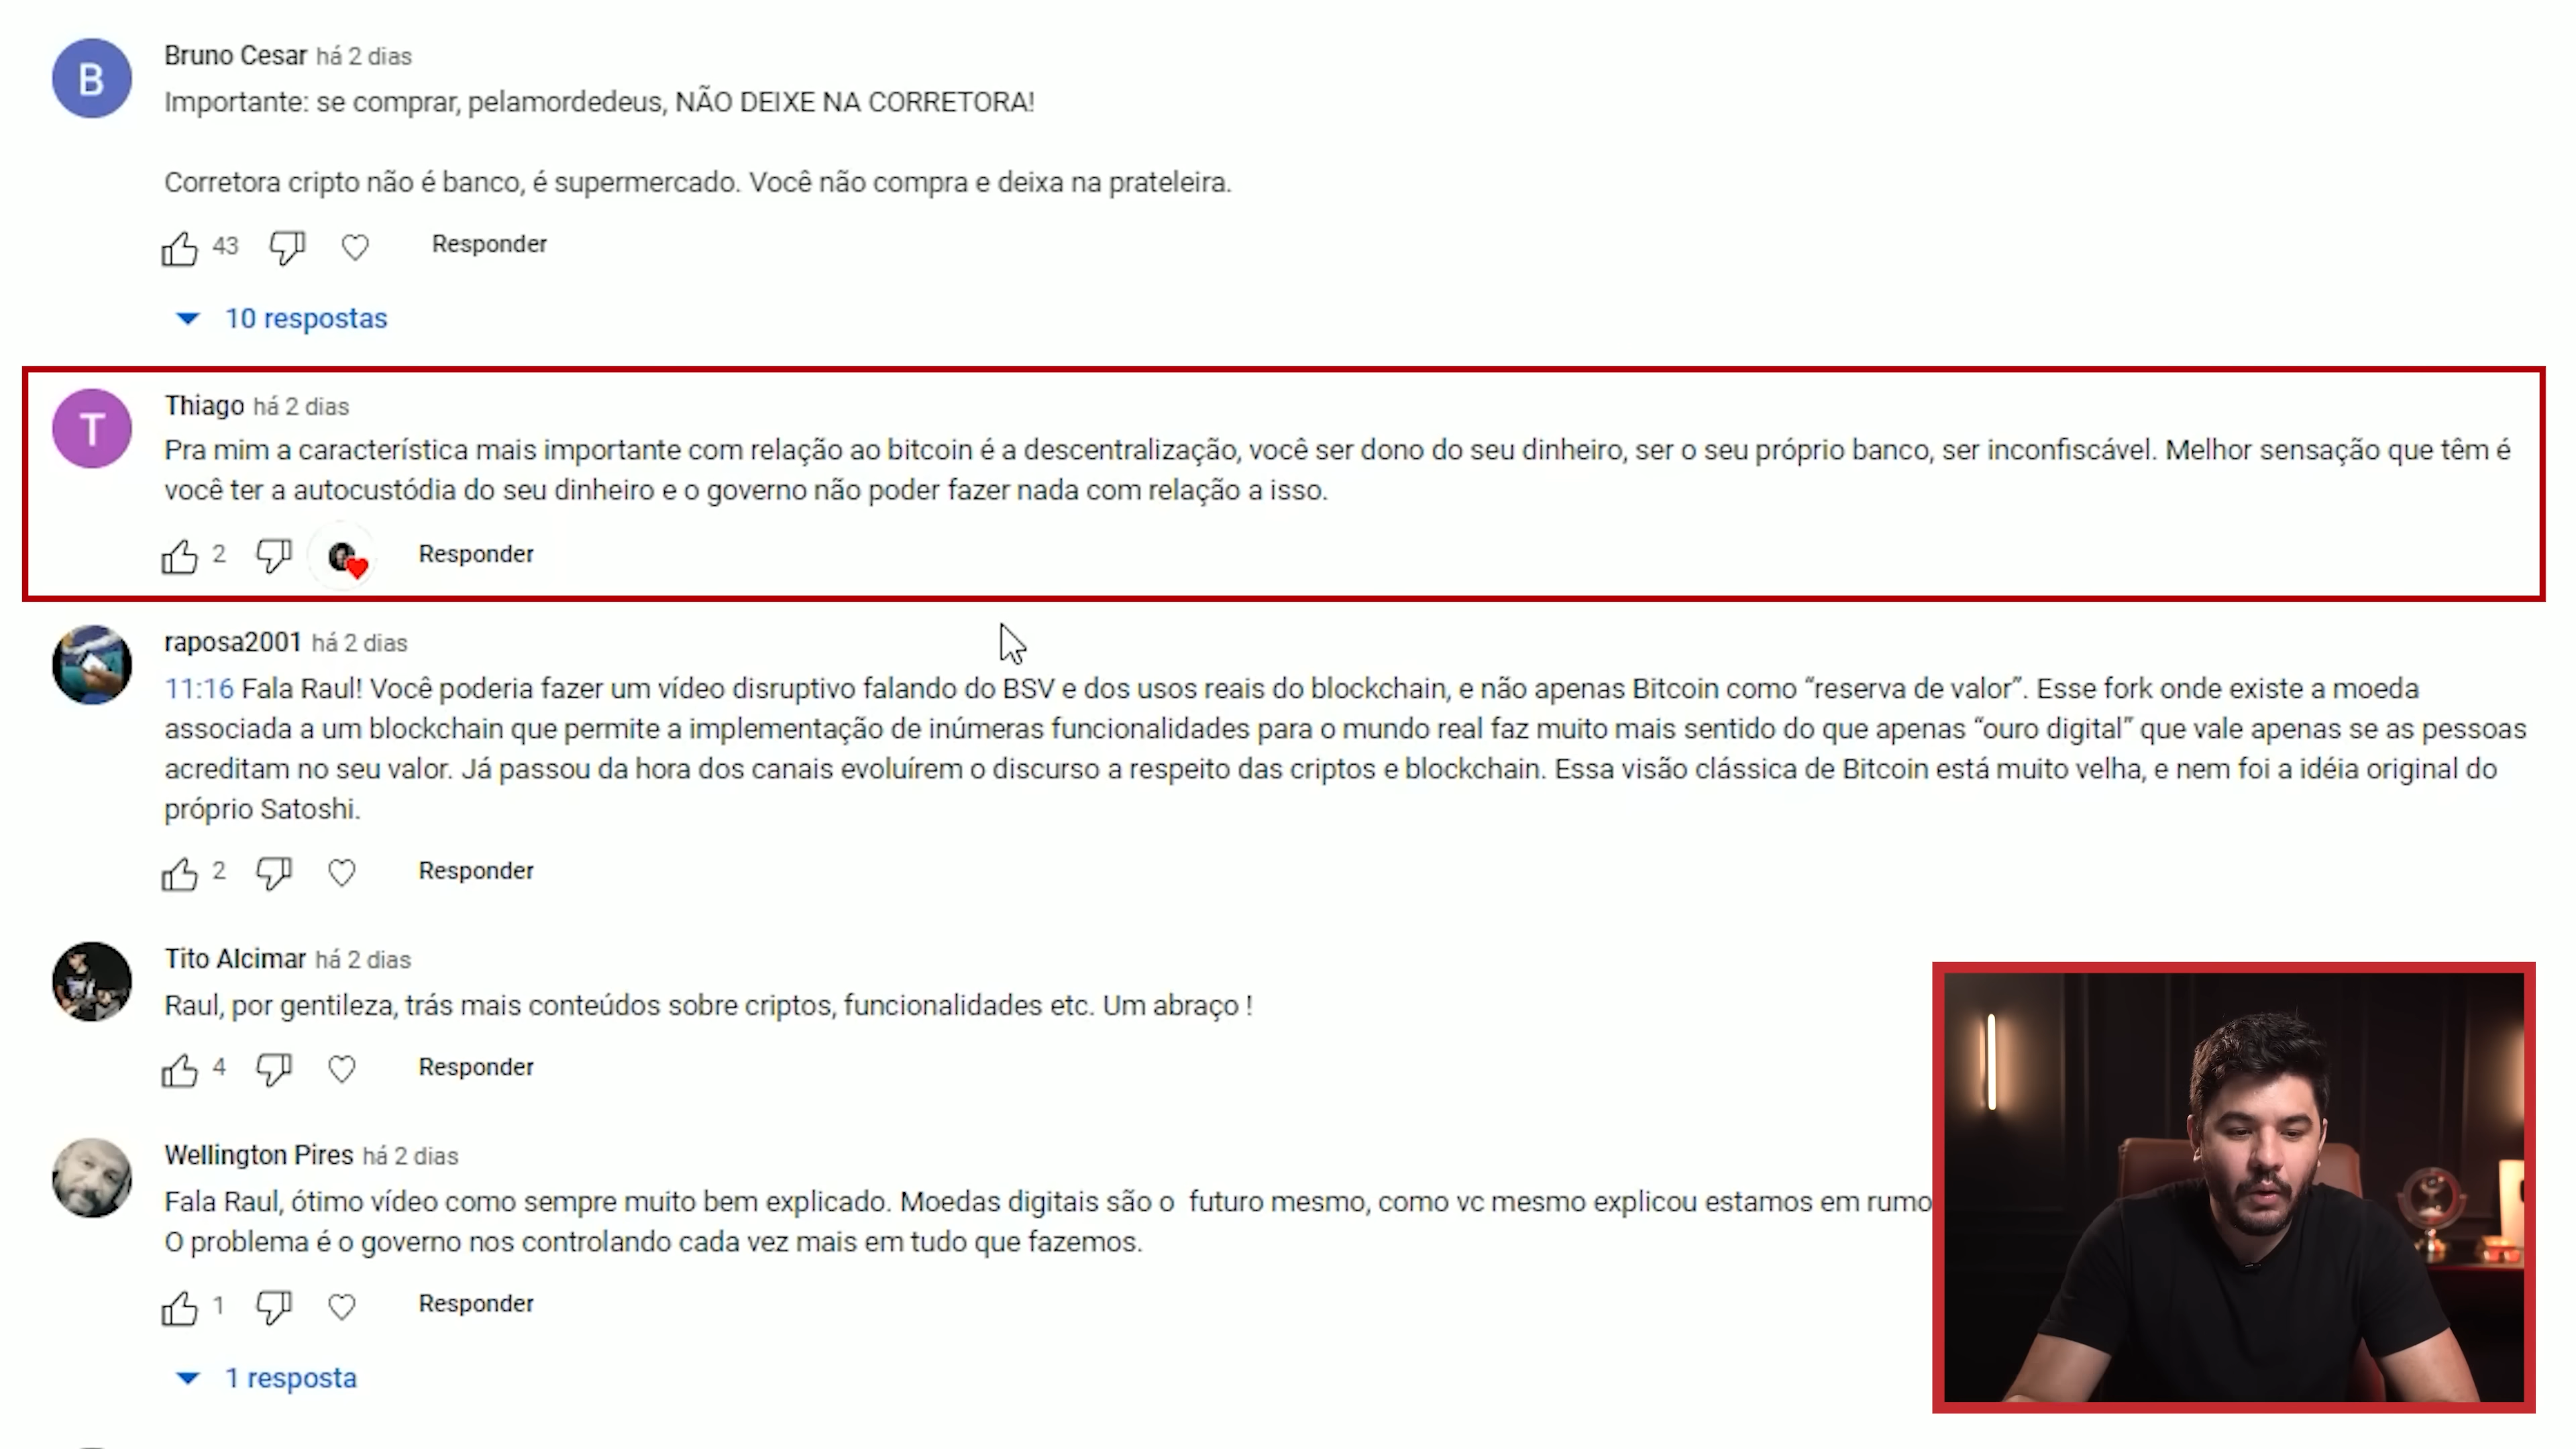 B
Bruno Cesar há 2 dias
Importante: se comprar, pelamordedeus, NÃO DEIXE NA CORRETORA!
Corretora cripto não é banco, é supermercado. Você não compra e deixa na prateleira.
43 Responder
10 respostas
T
Thiago há 2 dias
Pra mim a característica mais importante com relação ao bitcoin é a descentralização, você ser dono do seu dinheiro, ser o seu próprio banco, ser inconfiscável. Melhor sensação que têm é
você ter a autocustódia do seu dinheiro e o governo não poder fazer nada com relação a isso.
2 Responder
raposa2001 há 2 dias
11:16 Fala Raul! Você poderia fazer um vídeo disruptivo falando do BSV e dos usos reais do blockchain, e não apenas Bitcoin como “reserva de valor”. Esse fork onde existe a moeda
associada a um blockchain que permite a implementação de inúmeras funcionalidades para o mundo real faz muito mais sentido do que apenas “ouro digital” que vale apenas se as pessoas
acreditam no seu valor. Já passou da hora dos canais evoluírem o discurso a respeito das criptos e blockchain. Essa visão clássica de Bitcoin está muito velha, e nem foi a idéia original do
próprio Satoshi.
2 Responder
Tito Alcimar há 2 dias
Raul, por gentileza, trás mais conteúdos sobre criptos, funcionalidades etc. Um abraço !
4 Responder
Wellington Pires há 2 dias
Fala Raul, ótimo vídeo como sempre muito bem explicado. Moedas digitais são o  futuro mesmo, como vc mesmo explicou estamos em rumo
O problema é o governo nos controlando cada vez mais em tudo que fazemos.
1 Responder
1 resposta